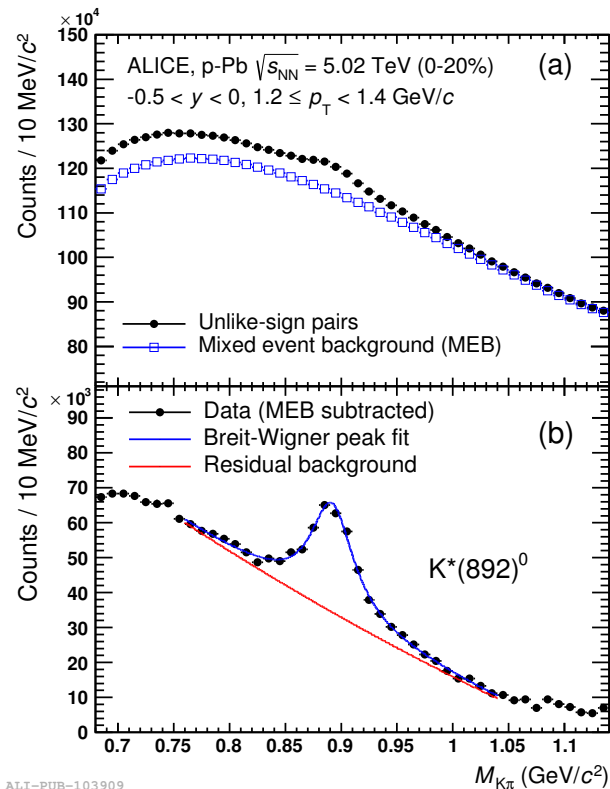 × 10⁴
150
140
130
120
110
100
90
80
Counts / 10 MeV/c²
(a)
ALICE, p-Pb √sNN = 5.02 TeV (0-20%)
-0.5 < y < 0, 1.2 ≤ pT < 1.4 GeV/c
Unlike-sign pairs
Mixed event background (MEB)
× 10³
90
80
70
60
50
40
30
20
10
0
Counts / 10 MeV/c²
(b)
Data (MEB subtracted)
Breit-Wigner peak fit
Residual background
K*(892)⁰
0.7 0.75 0.8 0.85 0.9 0.95 1 1.05 1.1
MKπ (GeV/c²)
ALI-PUB-103909